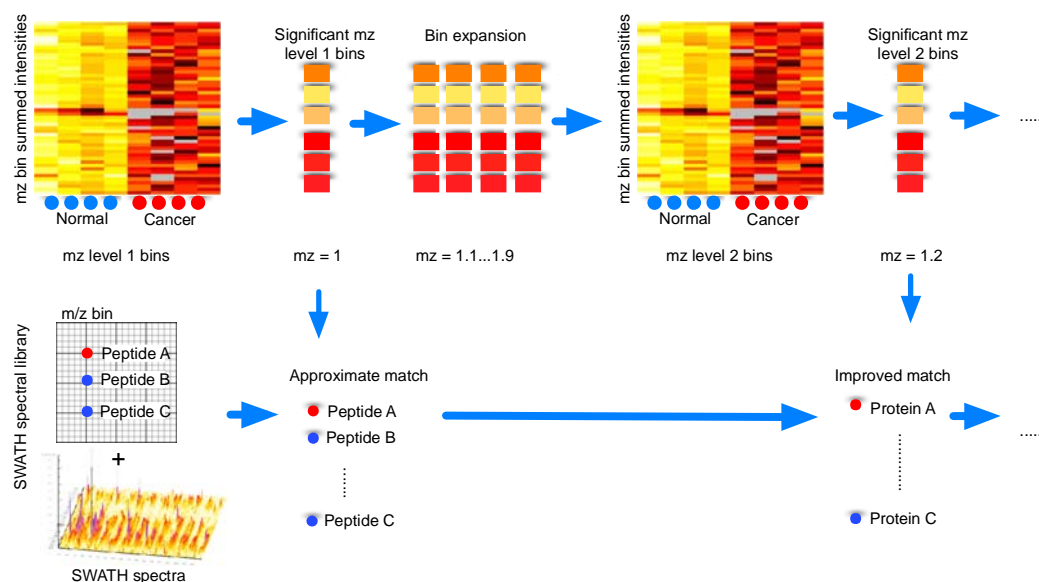 mz bin summed intensities
Normal
Cancer
mz level 1 bins
Significant mz
level 1 bins
mz = 1
Bin expansion
mz = 1.1...1.9
mz bin summed intensities
Normal
Cancer
mz level 2 bins
Significant mz
level 2 bins
mz = 1.2
.....
SWATH spectral library
m/z bin
Peptide A
Peptide B
Peptide C
+
SWATH spectra
Approximate match
Peptide A
Peptide B
Peptide C
Improved match
Protein A
Protein C
.....